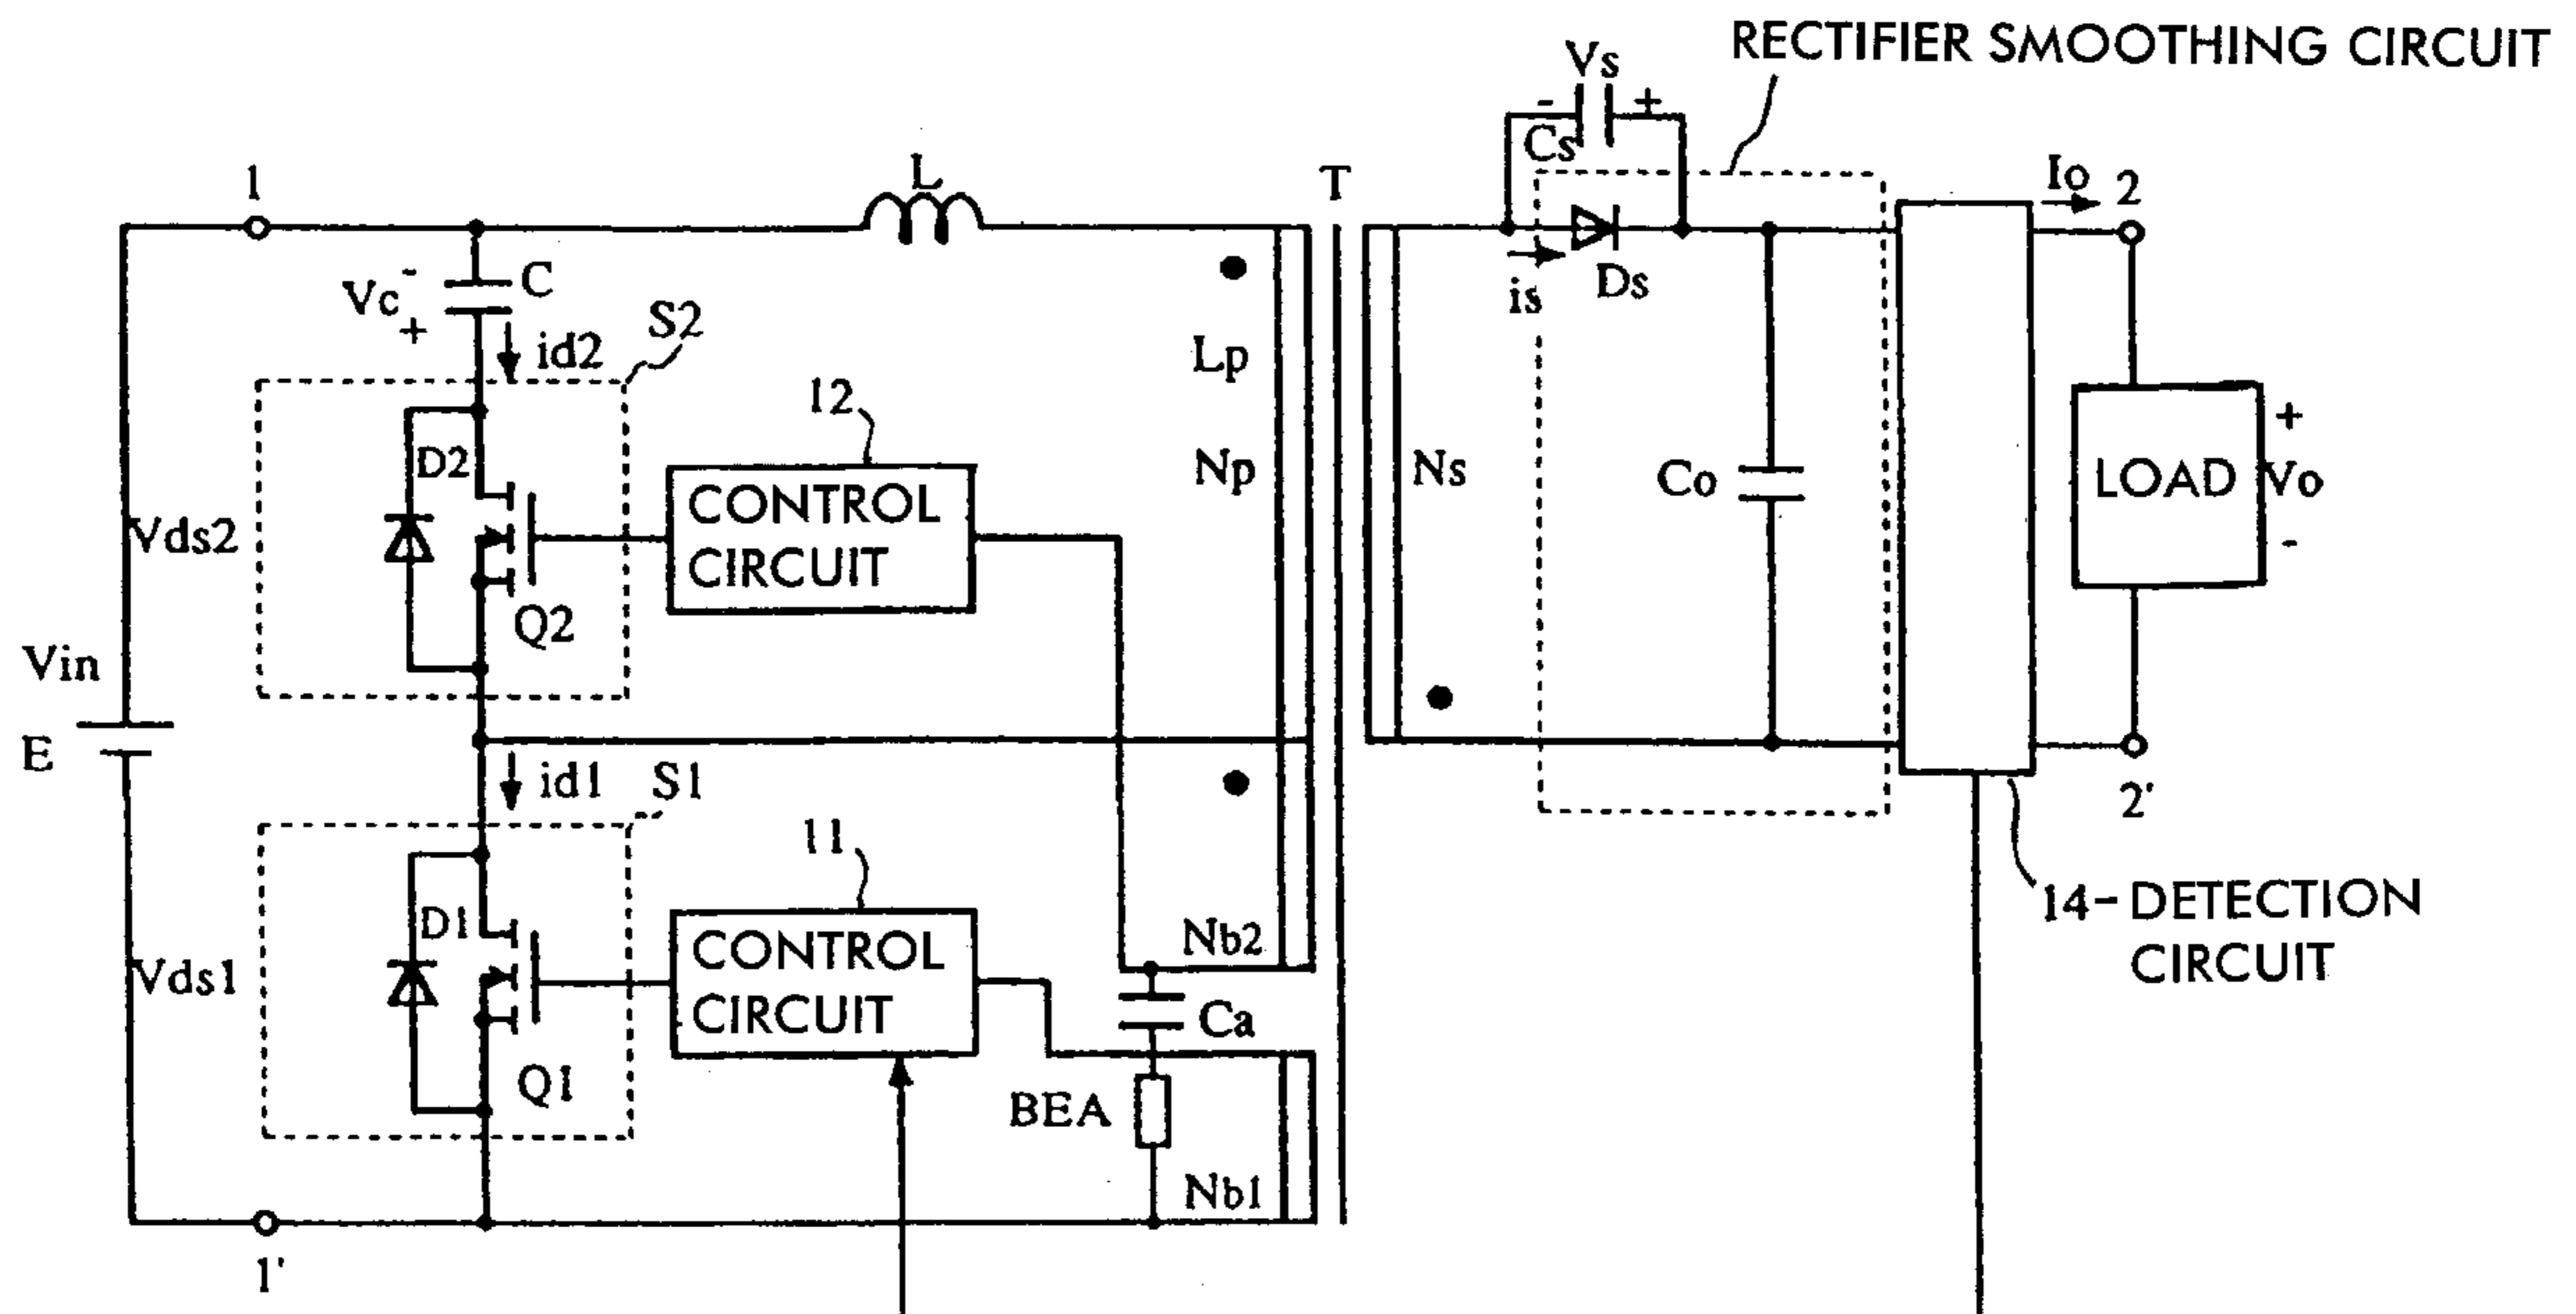 RECTIFIER SMOOTHING CIRCUIT
Vs
- +
Cs
1
L
T
Io 2
Vc - C
+
id2
S2
is
Ds
Lp
12
D2
Np
Ns
Co
LOAD
+
Vo
-
CONTROL
CIRCUIT
Vds2
Q2
Vin
E
id1
S1
2'
11
14- DETECTION
CIRCUIT
D1
CONTROL
CIRCUIT
Nb2
Vds1
Ca
Q1
BEA
Nb1
1'